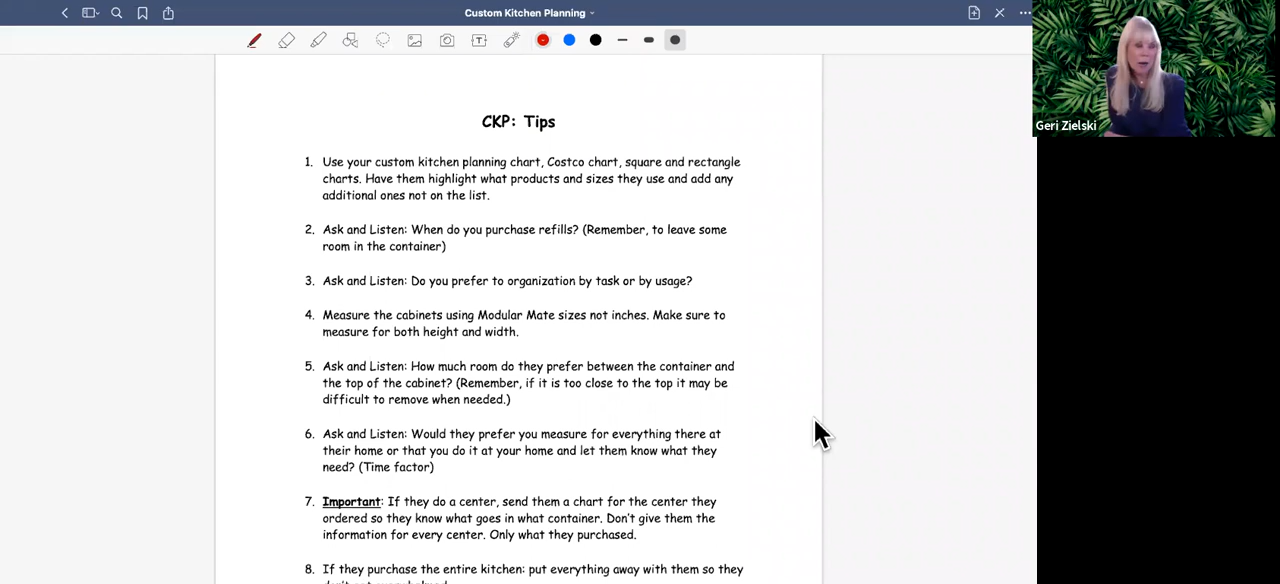 Custom Kitchen Planning
Geri Zielski
CKP: Tips
1. Use your custom kitchen planning chart, Costco chart, square and rectangle
charts. Have them highlight what products and sizes they use and add any
additional ones not on the list.
2. Ask and Listen: When do you purchase refills? (Remember, to leave some
room in the container)
3. Ask and Listen: Do you prefer to organization by task or by usage?
4. Measure the cabinets using Modular Mate sizes not inches. Make sure to
measure for both height and width.
5. Ask and Listen: How much room do they prefer between the container and
the top of the cabinet? (Remember, if it is too close to the top it may be
difficult to remove when needed.)
6. Ask and Listen: Would they prefer you measure for everything there at
their home or that you do it at your home and let them know what they
need? (Time factor)
7. Important: If they do a center, send them a chart for the center they
ordered so they know what goes in what container. Don't give them the
information for every center. Only what they purchased.
8. If they purchase the entire kitchen: put everything away with them so they